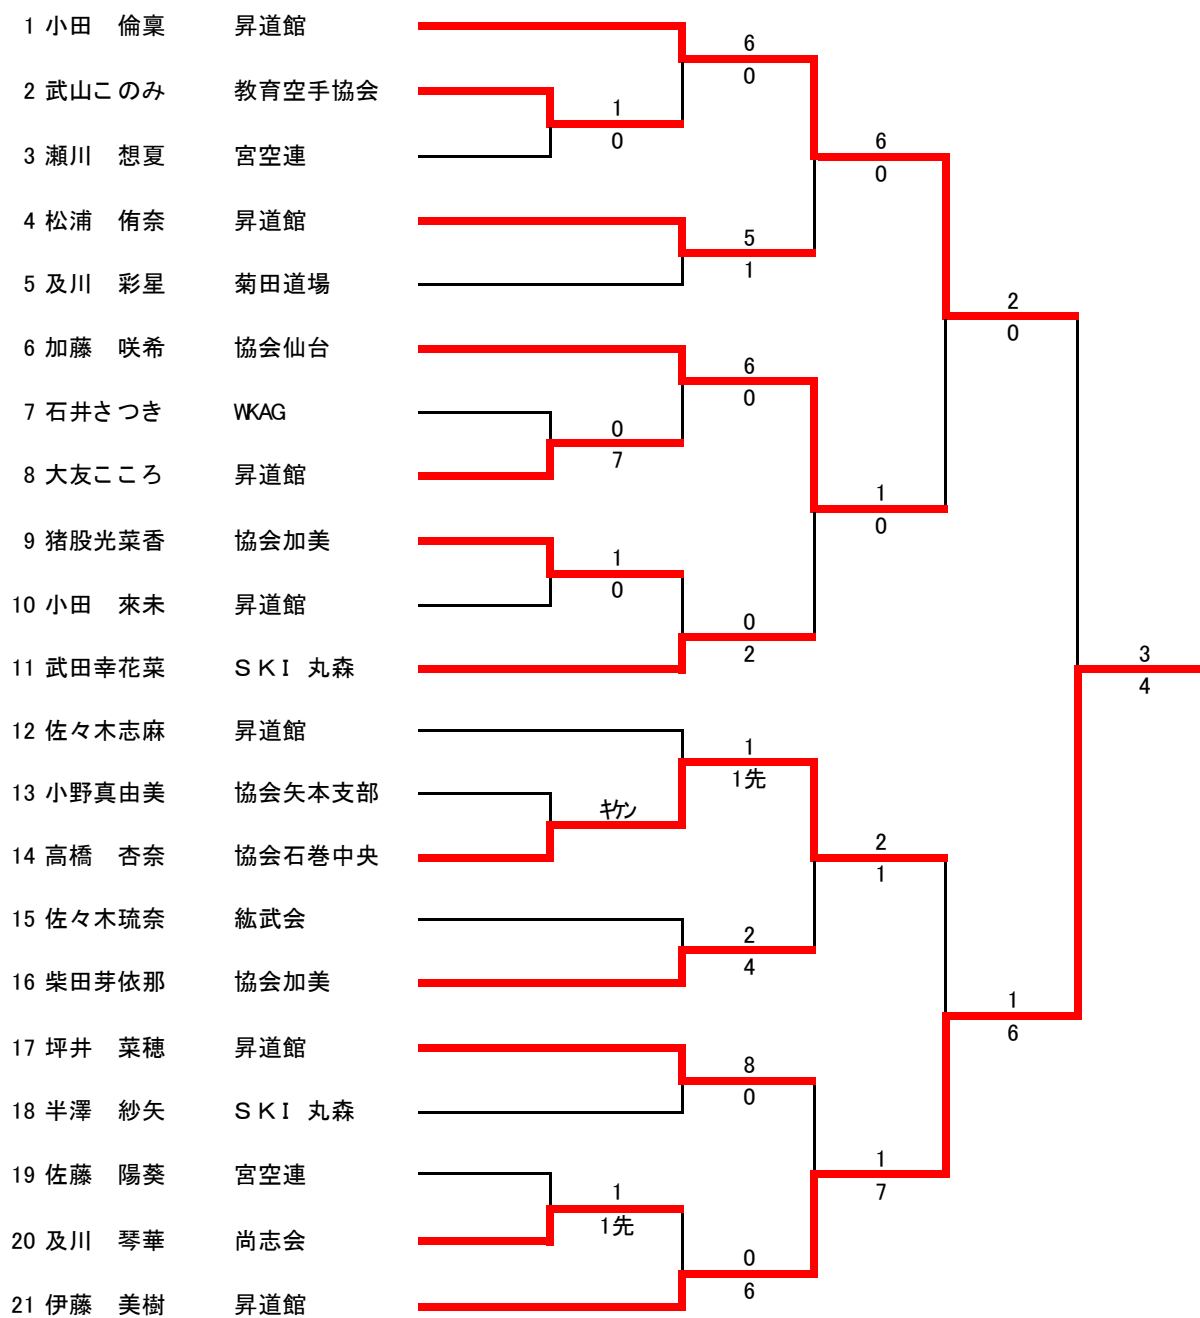 1 小田　倫稟 昇道館
6
0
2 武山このみ 教育空手協会
1
0
6
0
3 瀬川　想夏 宮空連
4 松浦　侑奈 昇道館
5
1
5 及川　彩星 菊田道場
2
0
6 加藤　咲希 協会仙台
6
0
7 石井さつき WKAG
0
7
8 大友こころ 昇道館
1
0
9 猪股光菜香 協会加美
1
0
10 小田　來未 昇道館
0
2
11 武田幸花菜 ＳＫＩ 丸森
3
4
12 佐々木志麻 昇道館
1
1先
13 小野真由美 協会矢本支部
ｷｹﾝ
14 高橋　杏奈 協会石巻中央
2
1
15 佐々木琉奈 紘武会
2
4
16 柴田芽依那 協会加美
1
6
17 坪井　菜穂 昇道館
8
0
18 半澤　紗矢 ＳＫＩ 丸森
19 佐藤　陽葵 宮空連
1
7
1
1先
20 及川　琴華 尚志会
0
6
21 伊藤　美樹 昇道館